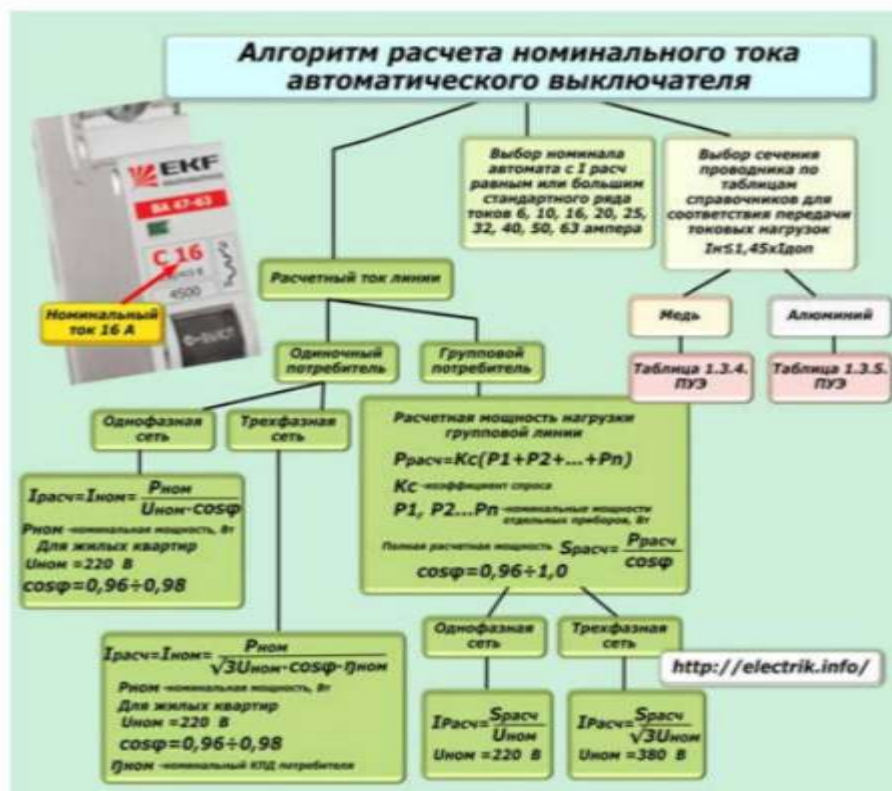 Алгоритм расчета номинального тока
автоматического выключателя
EKF
ВА 47-63
C 16
4500
Номинальный
ток 16 А
Выбор номинала
автомата с I расч
равным или большим
стандартного ряда
токов 6, 10, 16, 20, 25,
32, 40, 50, 63 ампера
Выбор сечения
проводника по
таблицам
справочников для
соответствия передачи
токовых нагрузок
Iн≤1,45xIдоп
Расчетный ток линии
Медь
Алюминий
Таблица 1.3.4.
ПУЭ
Таблица 1.3.5.
ПУЭ
Одиночный
потребитель
Групповой
потребитель
Однофазная
сеть
Трехфазная
сеть
Iрасч=Iном= Pном
Uном·cosφ
Pном -номинальная мощность, Вт
Для жилых квартир
Uном =220 В
cosφ=0,96÷0,98
Расчетная мощность нагрузки
групповой линии
Pрасч=Kc(P1+P2+...+Pn)
Kc -коэффициент спроса
P1, P2...Pn -номинальные мощности
отдельных приборов, Вт
Полная расчетная мощность Sрасч= Pрасч
cosφ
cosφ=0,96÷1,0
Iрасч=Iном= Pном
√3Uном·cosφ·ηном
Pном -номинальная мощность, Вт
Для жилых квартир
Uном =220 В
cosφ=0,96÷0,98
ηном -номинальный КПД потребителя
Однофазная
сеть
Трехфазная
сеть
http://electrik.info/
IРасч= Sрасч
Uном
Uном =220 В
IРасч= Sрасч
√3Uном
Uном =380 В